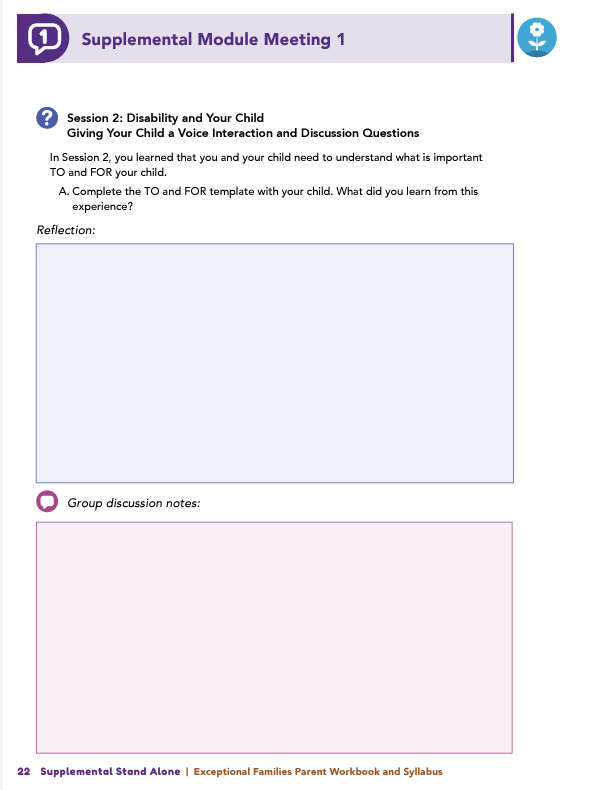 1
Supplemental Module Meeting 1
?
Session 2: Disability and Your Child
Giving Your Child a Voice Interaction and Discussion Questions
In Session 2, you learned that you and your child need to understand what is important
TO and FOR your child.
A. Complete the TO and FOR template with your child. What did you learn from this
experience?
Reflection:
Group discussion notes:
22 Supplemental Stand Alone | Exceptional Families Parent Workbook and Syllabus